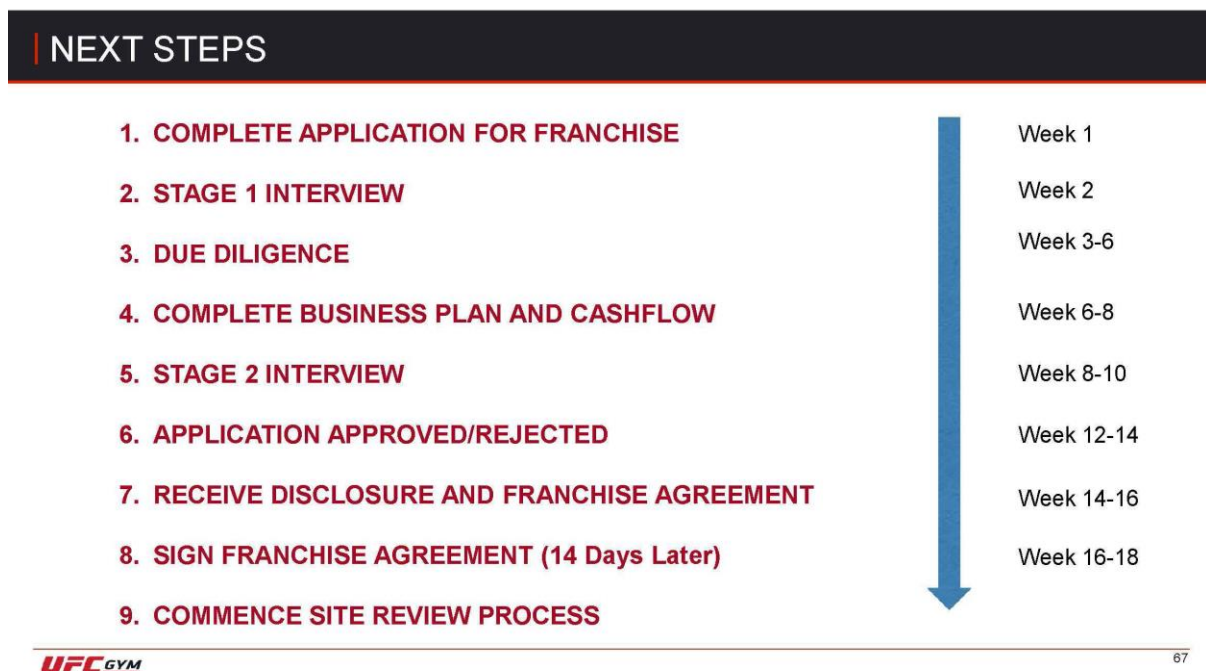 NEXT STEPS
1. COMPLETE APPLICATION FOR FRANCHISE
Week 1
2. STAGE 1 INTERVIEW
Week 2
3. DUE DILIGENCE
Week 3-6
4. COMPLETE BUSINESS PLAN AND CASHFLOW
Week 6-8
5. STAGE 2 INTERVIEW
Week 8-10
6. APPLICATION APPROVED/REJECTED
Week 12-14
7. RECEIVE DISCLOSURE AND FRANCHISE AGREEMENT
Week 14-16
8. SIGN FRANCHISE AGREEMENT (14 Days Later)
Week 16-18
9. COMMENCE SITE REVIEW PROCESS
UFC GYM
67